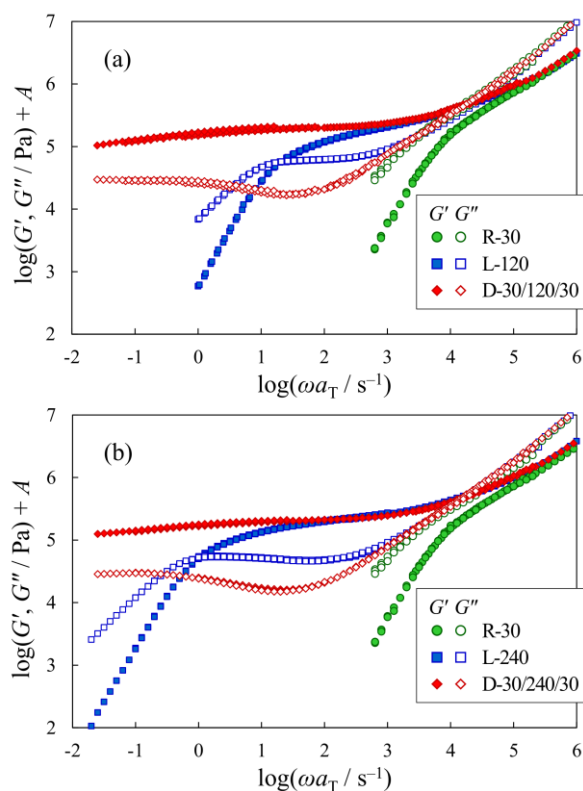 (a)
log(G′, G″ / Pa) + A
7
6
5
4
3
2
G′ G″
R-30
L-120
D-30/120/30
-2 -1 0 1 2 3 4 5 6
log(ωaT / s⁻¹)
(b)
log(G′, G″ / Pa) + A
7
6
5
4
3
2
G′ G″
R-30
L-240
D-30/240/30
-2 -1 0 1 2 3 4 5 6
log(ωaT / s⁻¹)